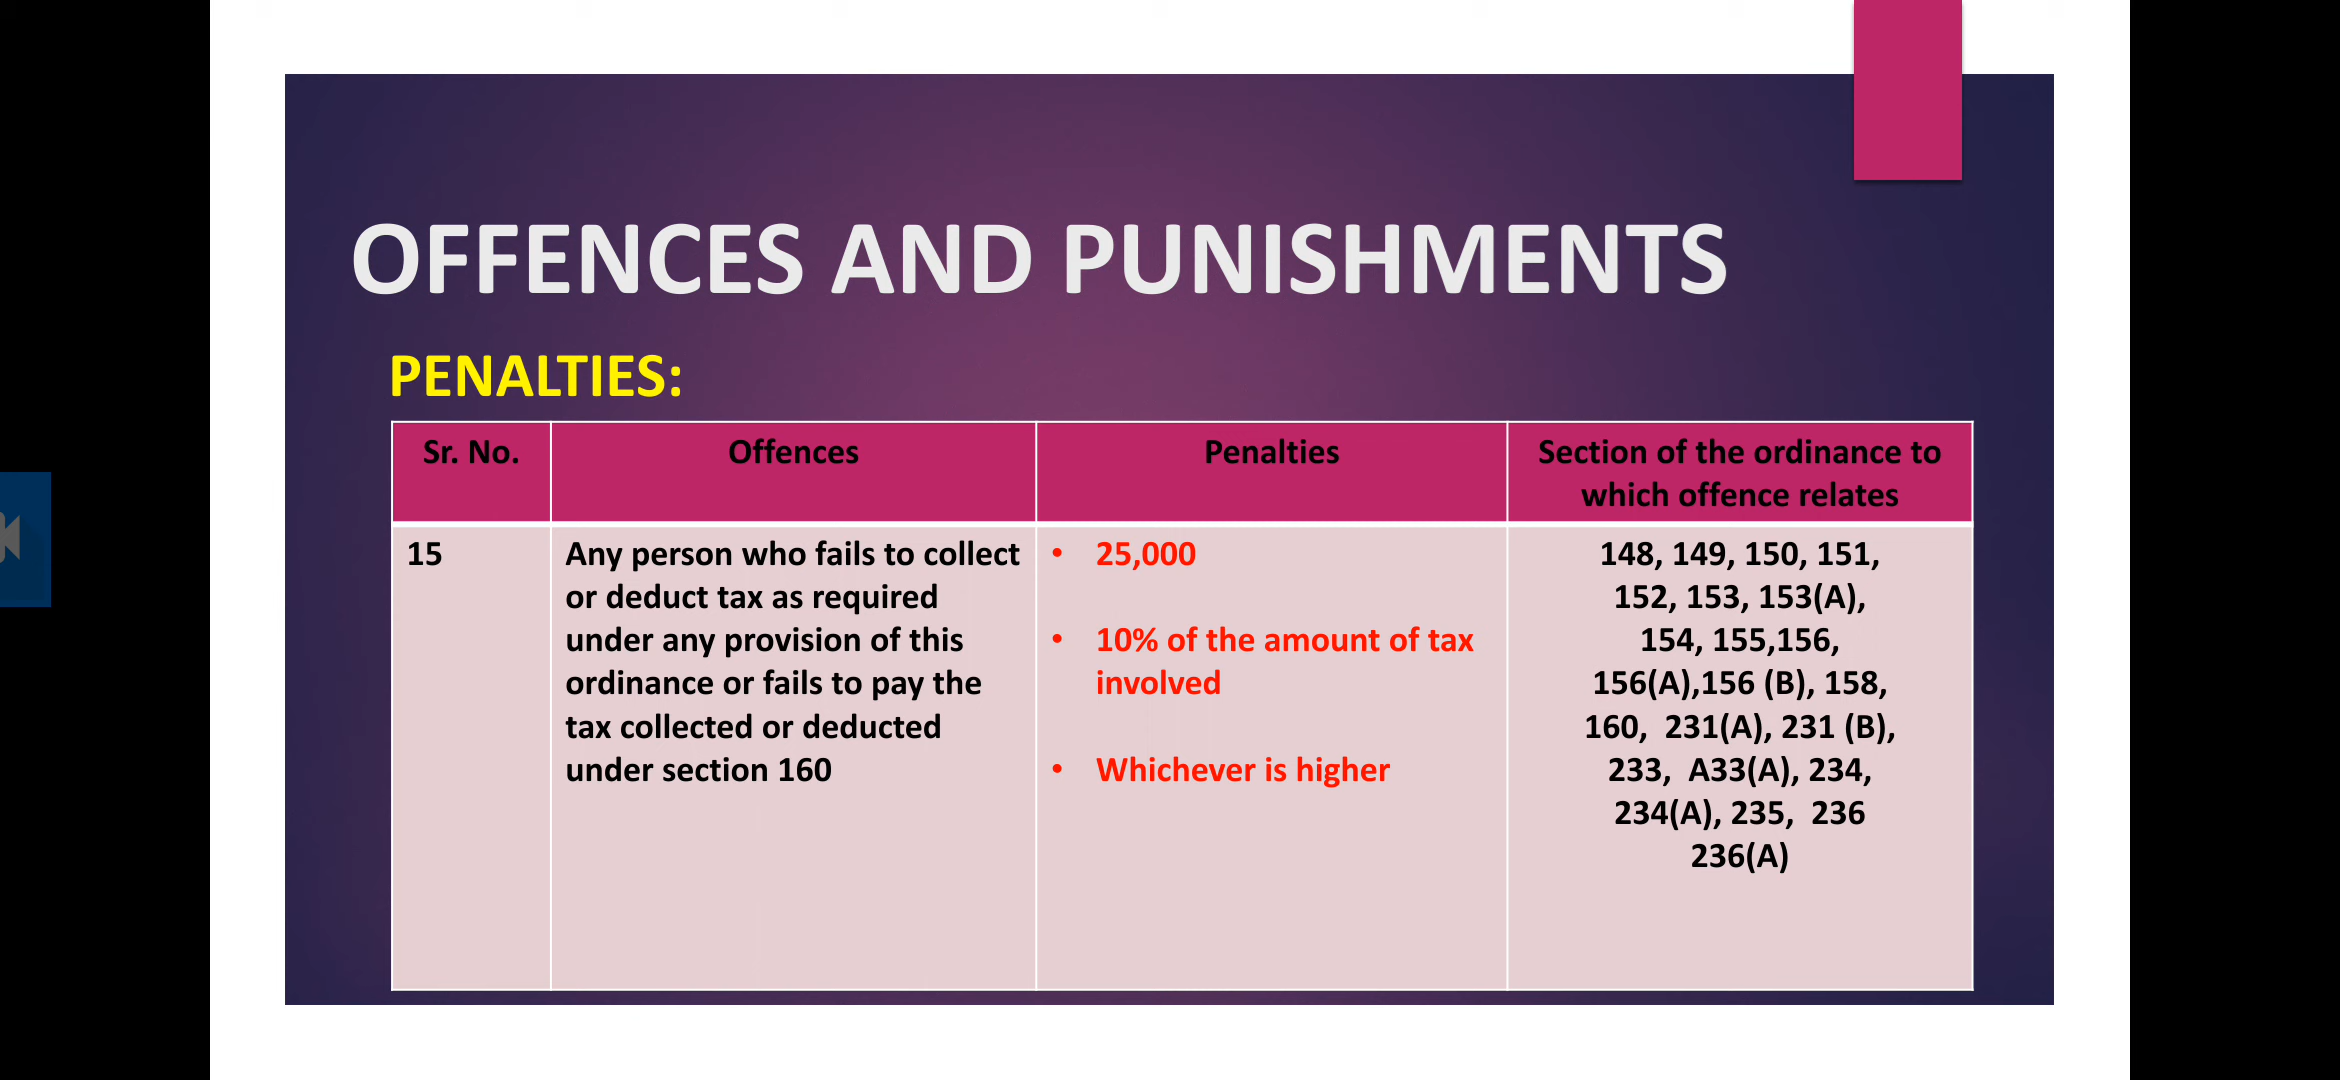 OFFENCES AND PUNISHMENTS
PENALTIES:
Sr. No.
Offences
Penalties
Section of the ordinance to
which offence relates
15
Any person who fails to collect
or deduct tax as required
under any provision of this
ordinance or fails to pay the
tax collected or deducted
under section 160
• 25,000
• 10% of the amount of tax
involved
• Whichever is higher
148, 149, 150, 151,
152, 153, 153(A),
154, 155,156,
156(A),156 (B), 158,
160, 231(A), 231 (B),
233, A33(A), 234,
234(A), 235, 236
236(A)